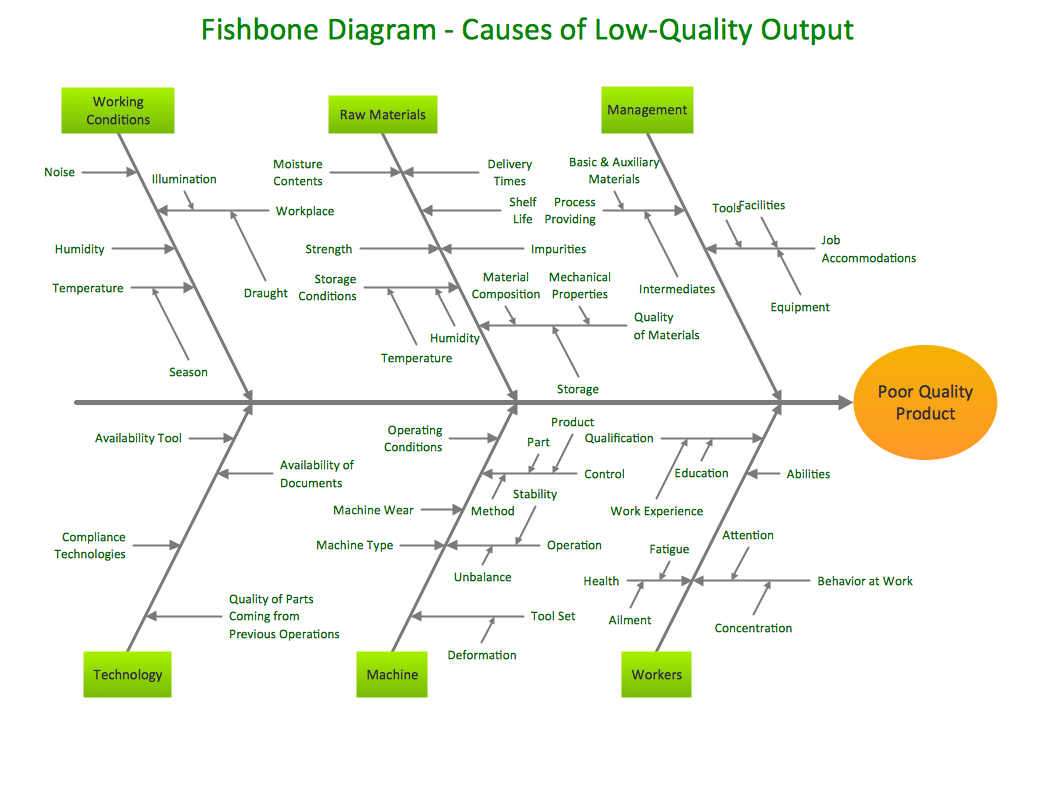 Fishbone Diagram - Causes of Low-Quality Output
Working
Conditions
Raw Materials
Management
Noise
Illumination
Workplace
Humidity
Temperature
Draught
Season
Moisture
Contents
Delivery
Times
Shelf
Life
Strength
Impurities
Storage
Conditions
Material
Composition
Mechanical
Properties
Humidity
Temperature
Quality
of Materials
Storage
Basic & Auxiliary
Materials
Process
Providing
Intermediates
Tools
Facilities
Job
Accommodations
Equipment
Poor Quality
Product
Availability Tool
Availability of
Documents
Compliance
Technologies
Quality of Parts
Coming from
Previous Operations
Technology
Operating
Conditions
Product
Part
Control
Method
Stability
Machine Wear
Machine Type
Operation
Unbalance
Tool Set
Deformation
Machine
Qualification
Education
Abilities
Work Experience
Attention
Fatigue
Health
Behavior at Work
Ailment
Concentration
Workers